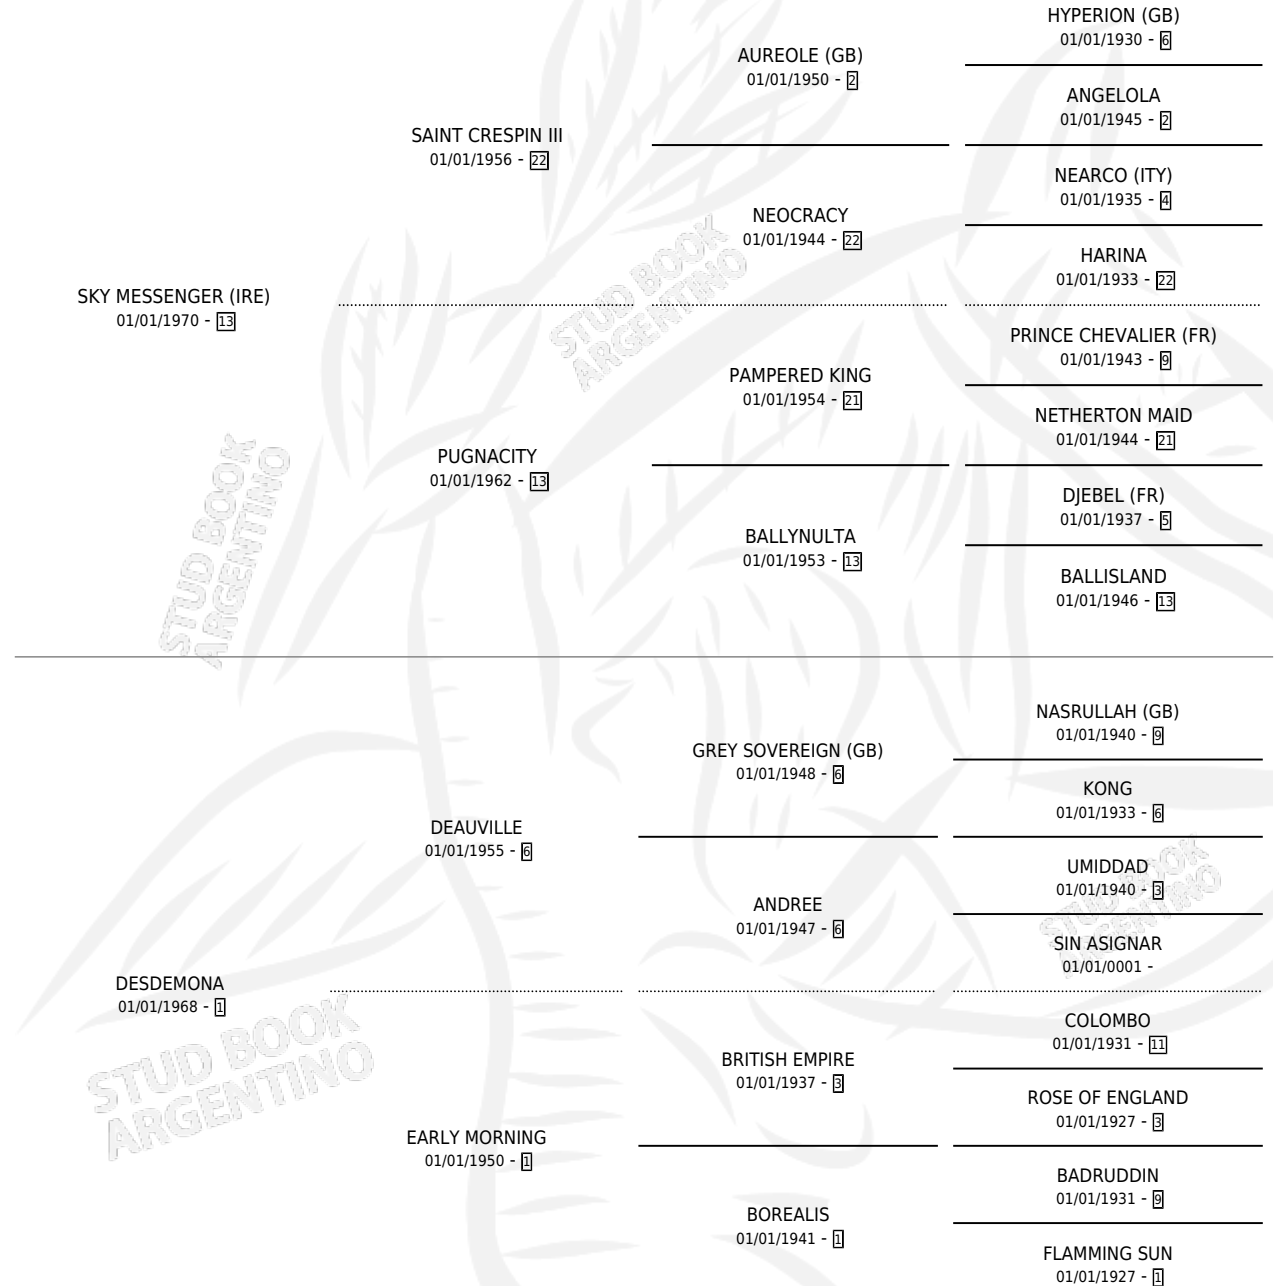 HYPERION (GB)
01/01/1930 - 6
AUREOLE (GB)
01/01/1950 - 2
ANGELOLA
01/01/1945 - 2
SAINT CRESPIN III
01/01/1956 - 22
NEARCO (ITY)
01/01/1935 - 4
NEOCRACY
01/01/1944 - 22
HARINA
01/01/1933 - 22
SKY MESSENGER (IRE)
01/01/1970 - 13
PRINCE CHEVALIER (FR)
01/01/1943 - 9
PAMPERED KING
01/01/1954 - 21
NETHERTON MAID
01/01/1944 - 21
PUGNACITY
01/01/1962 - 13
DJEBEL (FR)
01/01/1937 - 5
BALLYNULTA
01/01/1953 - 13
BALLISLAND
01/01/1946 - 13
STUD BOOK
ARGENTINO
STUD BOOK
ARGENTINO
NASRULLAH (GB)
01/01/1940 - 9
GREY SOVEREIGN (GB)
01/01/1948 - 6
KONG
01/01/1933 - 6
DEAUVILLE
01/01/1955 - 6
UMIDDAD
01/01/1940 - 3
ANDREE
01/01/1947 - 6
SIN ASIGNAR
01/01/0001 -
STUD BOOK
ARGENTINO
DESDEMONA
01/01/1968 - 1
COLOMBO
01/01/1931 - 11
BRITISH EMPIRE
01/01/1937 - 3
ROSE OF ENGLAND
01/01/1927 - 3
EARLY MORNING
01/01/1950 - 1
BADRUDDIN
01/01/1931 - 9
BOREALIS
01/01/1941 - 1
FLAMMING SUN
01/01/1927 - 1
STUD BOOK
ARGENTINO